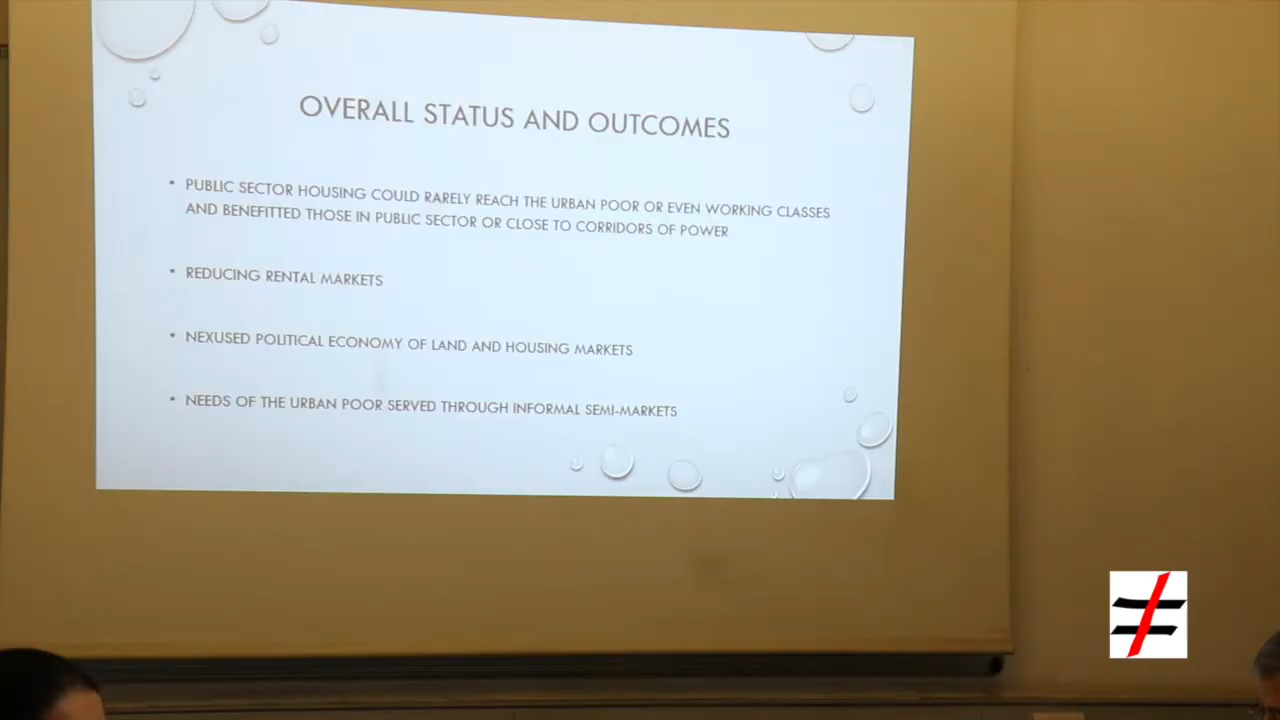 OVERALL STATUS AND OUTCOMES
• PUBLIC SECTOR HOUSING COULD RARELY REACH THE URBAN POOR OR EVEN WORKING CLASSES
AND BENEFITTED THOSE IN PUBLIC SECTOR OR CLOSE TO CORRIDORS OF POWER
• REDUCING RENTAL MARKETS
• NEXUSED POLITICAL ECONOMY OF LAND AND HOUSING MARKETS
• NEEDS OF THE URBAN POOR SERVED THROUGH INFORMAL SEMI-MARKETS